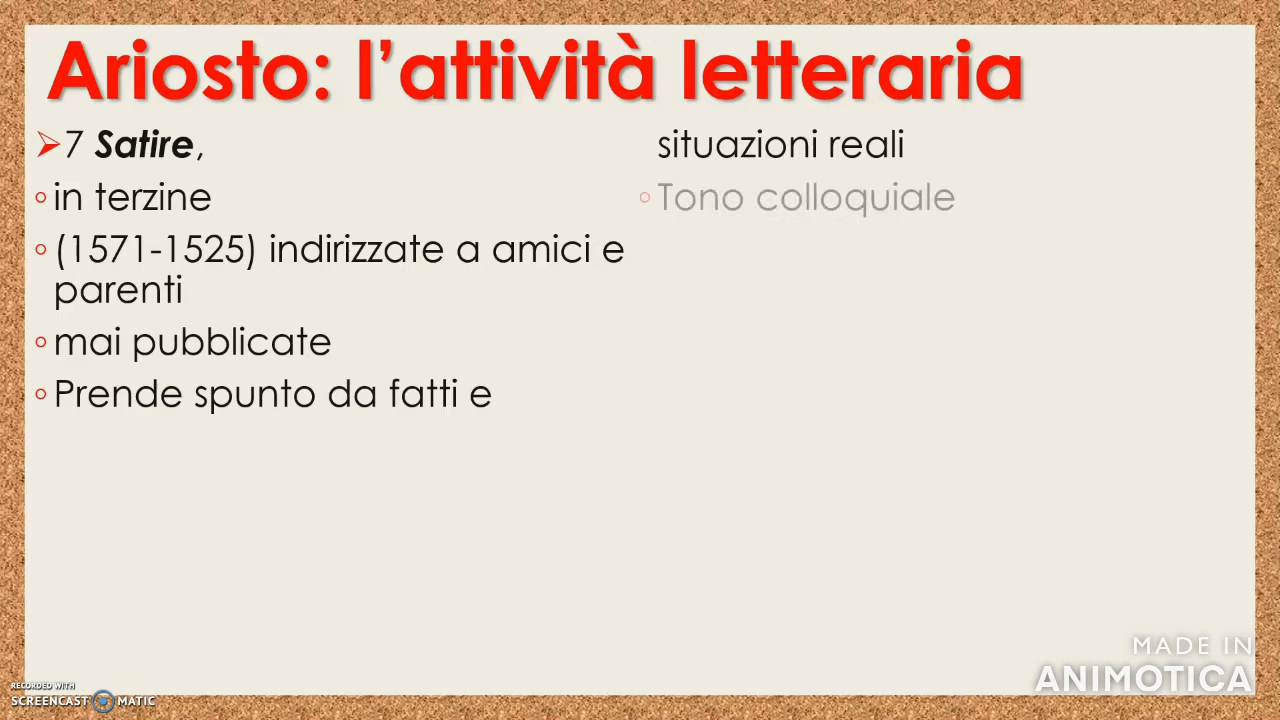 Ariosto: l’attività letteraria
7 Satire,
in terzine
(1571-1525) indirizzate a amici e
parenti
mai pubblicate
Prende spunto da fatti e
situazioni reali
Tono colloquiale
MADE IN
ANIMOTICA
RECORDED WITH
SCREENCAST MATIC